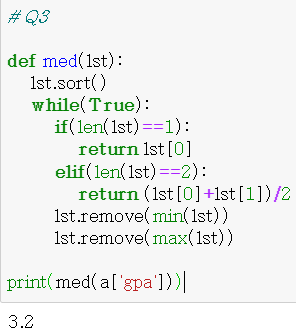 # Q3
def med(lst):
lst.sort()
while(True):
if(len(lst)==1):
return lst[0]
elif(len(lst)==2):
return (lst[0]+lst[1])/2
lst.remove(min(lst))
lst.remove(max(lst))
print(med(a['gpa']))
3.2